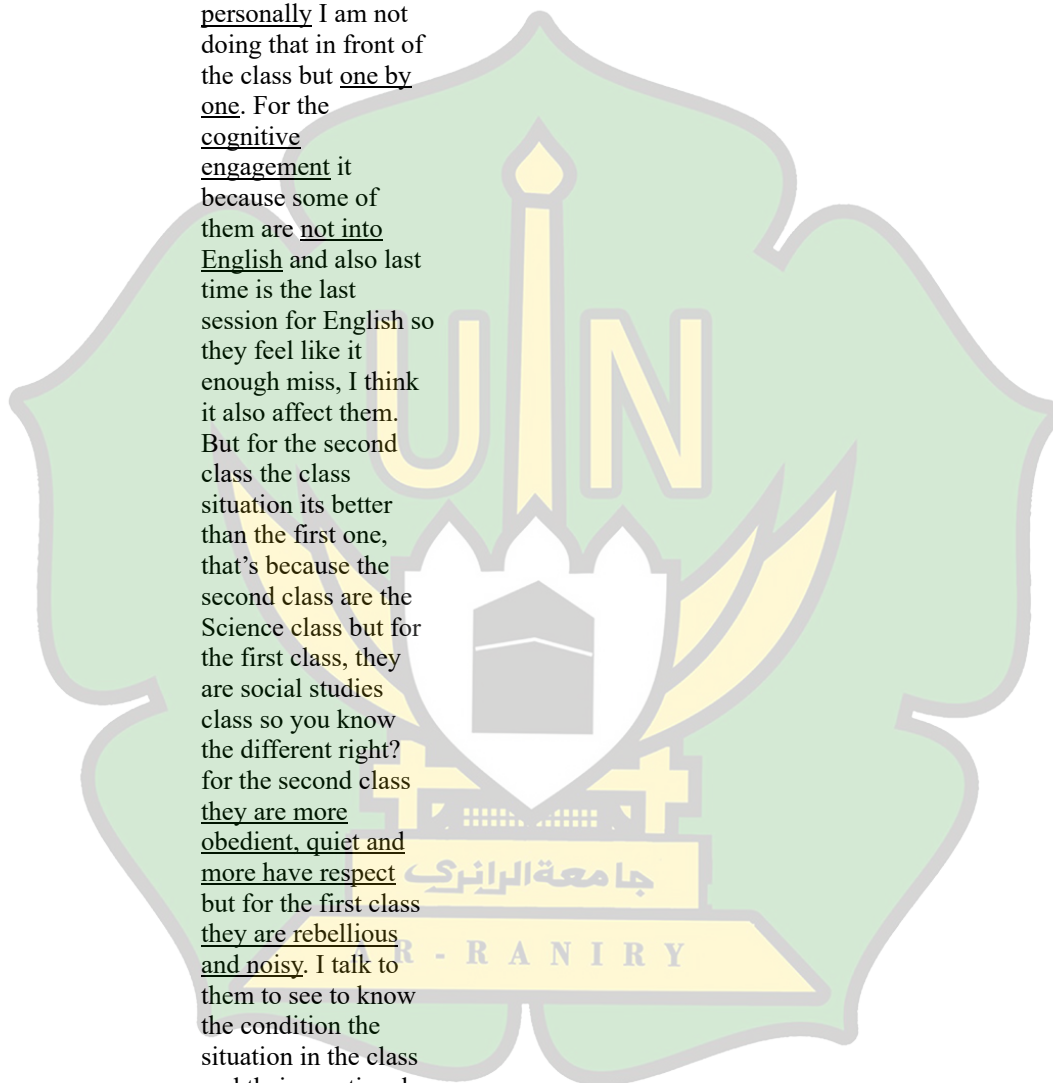 personally I am not
doing that in front of
the class but one by
one. For the
cognitive
engagement it
because some of
them are not into
English and also last
time is the last
session for English so
they feel like it
enough miss, I think
it also affect them.
But for the second
class the class
situation its better
than the first one,
that’s because the
second class are the
Science class but for
the first class, they
are social studies
class so you know
the different right?
for the second class
they are more
obedient, quiet and
more have respect
but for the first class
they are rebellious
and noisy. I talk to
them to see to know
the condition the
situation in the class
UIN
جامعة الرانري
AR - RANIRY